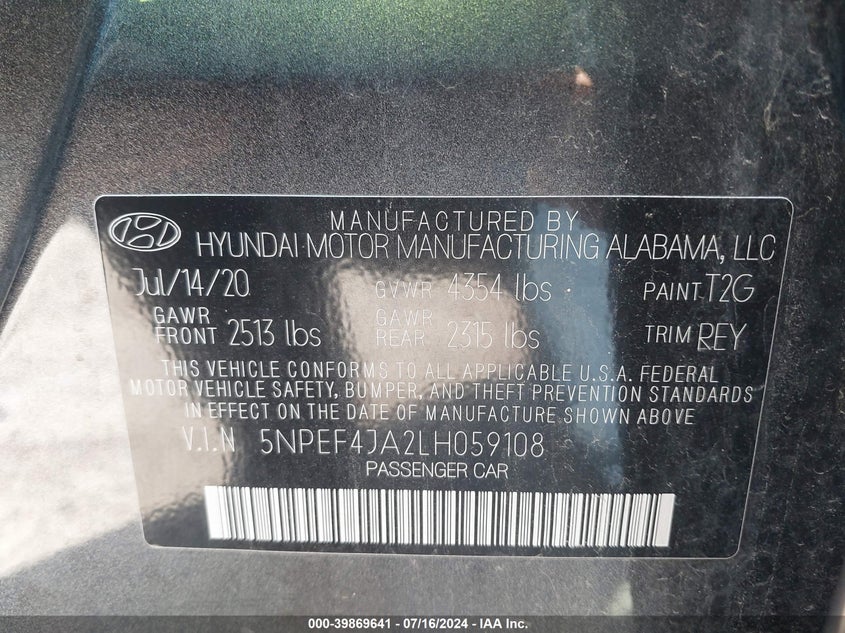 MANUFACTURED BY
HYUNDAI MOTOR MANUFACTURING ALABAMA, LLC
Jul/14/20 GVWR 4354 lbs PAINT T2G
GAWR FRONT 2513 lbs GAWR REAR 2315 lbs TRIM REY
THIS VEHICLE CONFORMS TO ALL APPLICABLE U.S.A. FEDERAL
MOTOR VEHICLE SAFETY, BUMPER, AND THEFT PREVENTION STANDARDS
IN EFFECT ON THE DATE OF MANUFACTURE SHOWN ABOVE
V.I.N 5NPEF4JA2LH059108
PASSENGER CAR
000-39869641 / 07/16/2024 - IAA Inc.